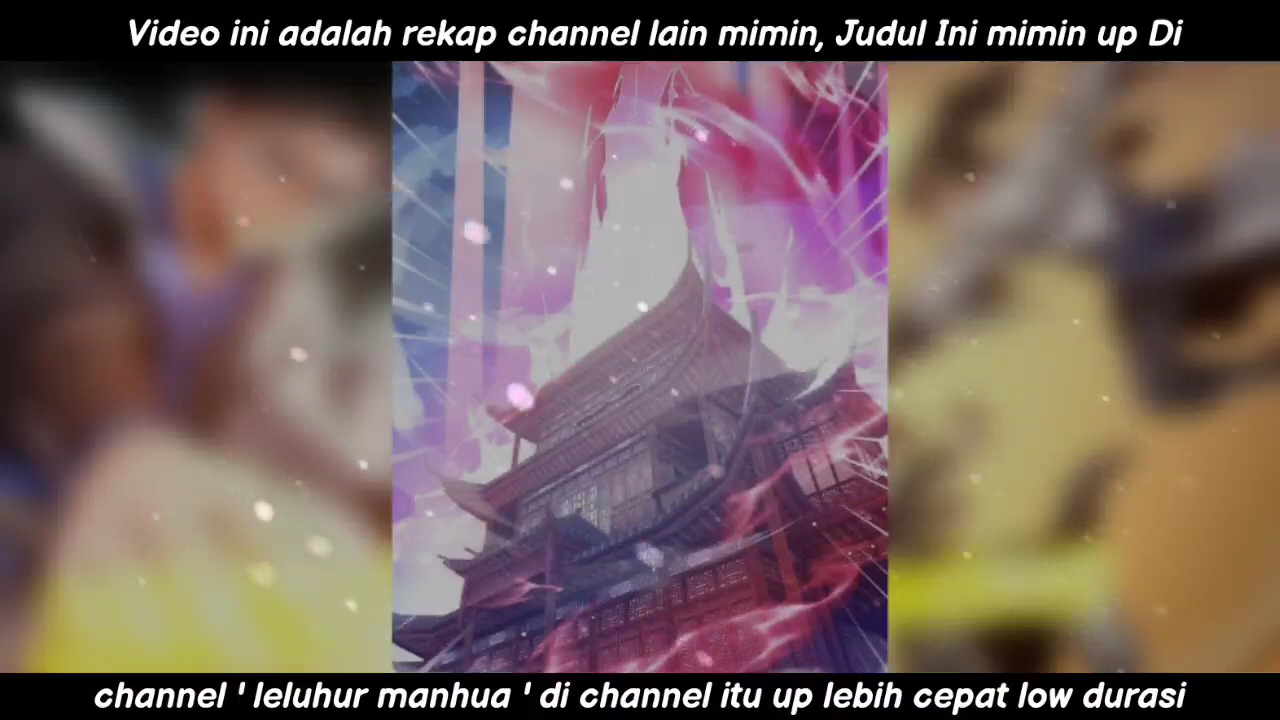 Video ini adalah rekap channel lain mimin, Judul Ini mimin up Di
channel ' leluhur manhua ' di channel itu up lebih cepat low durasi